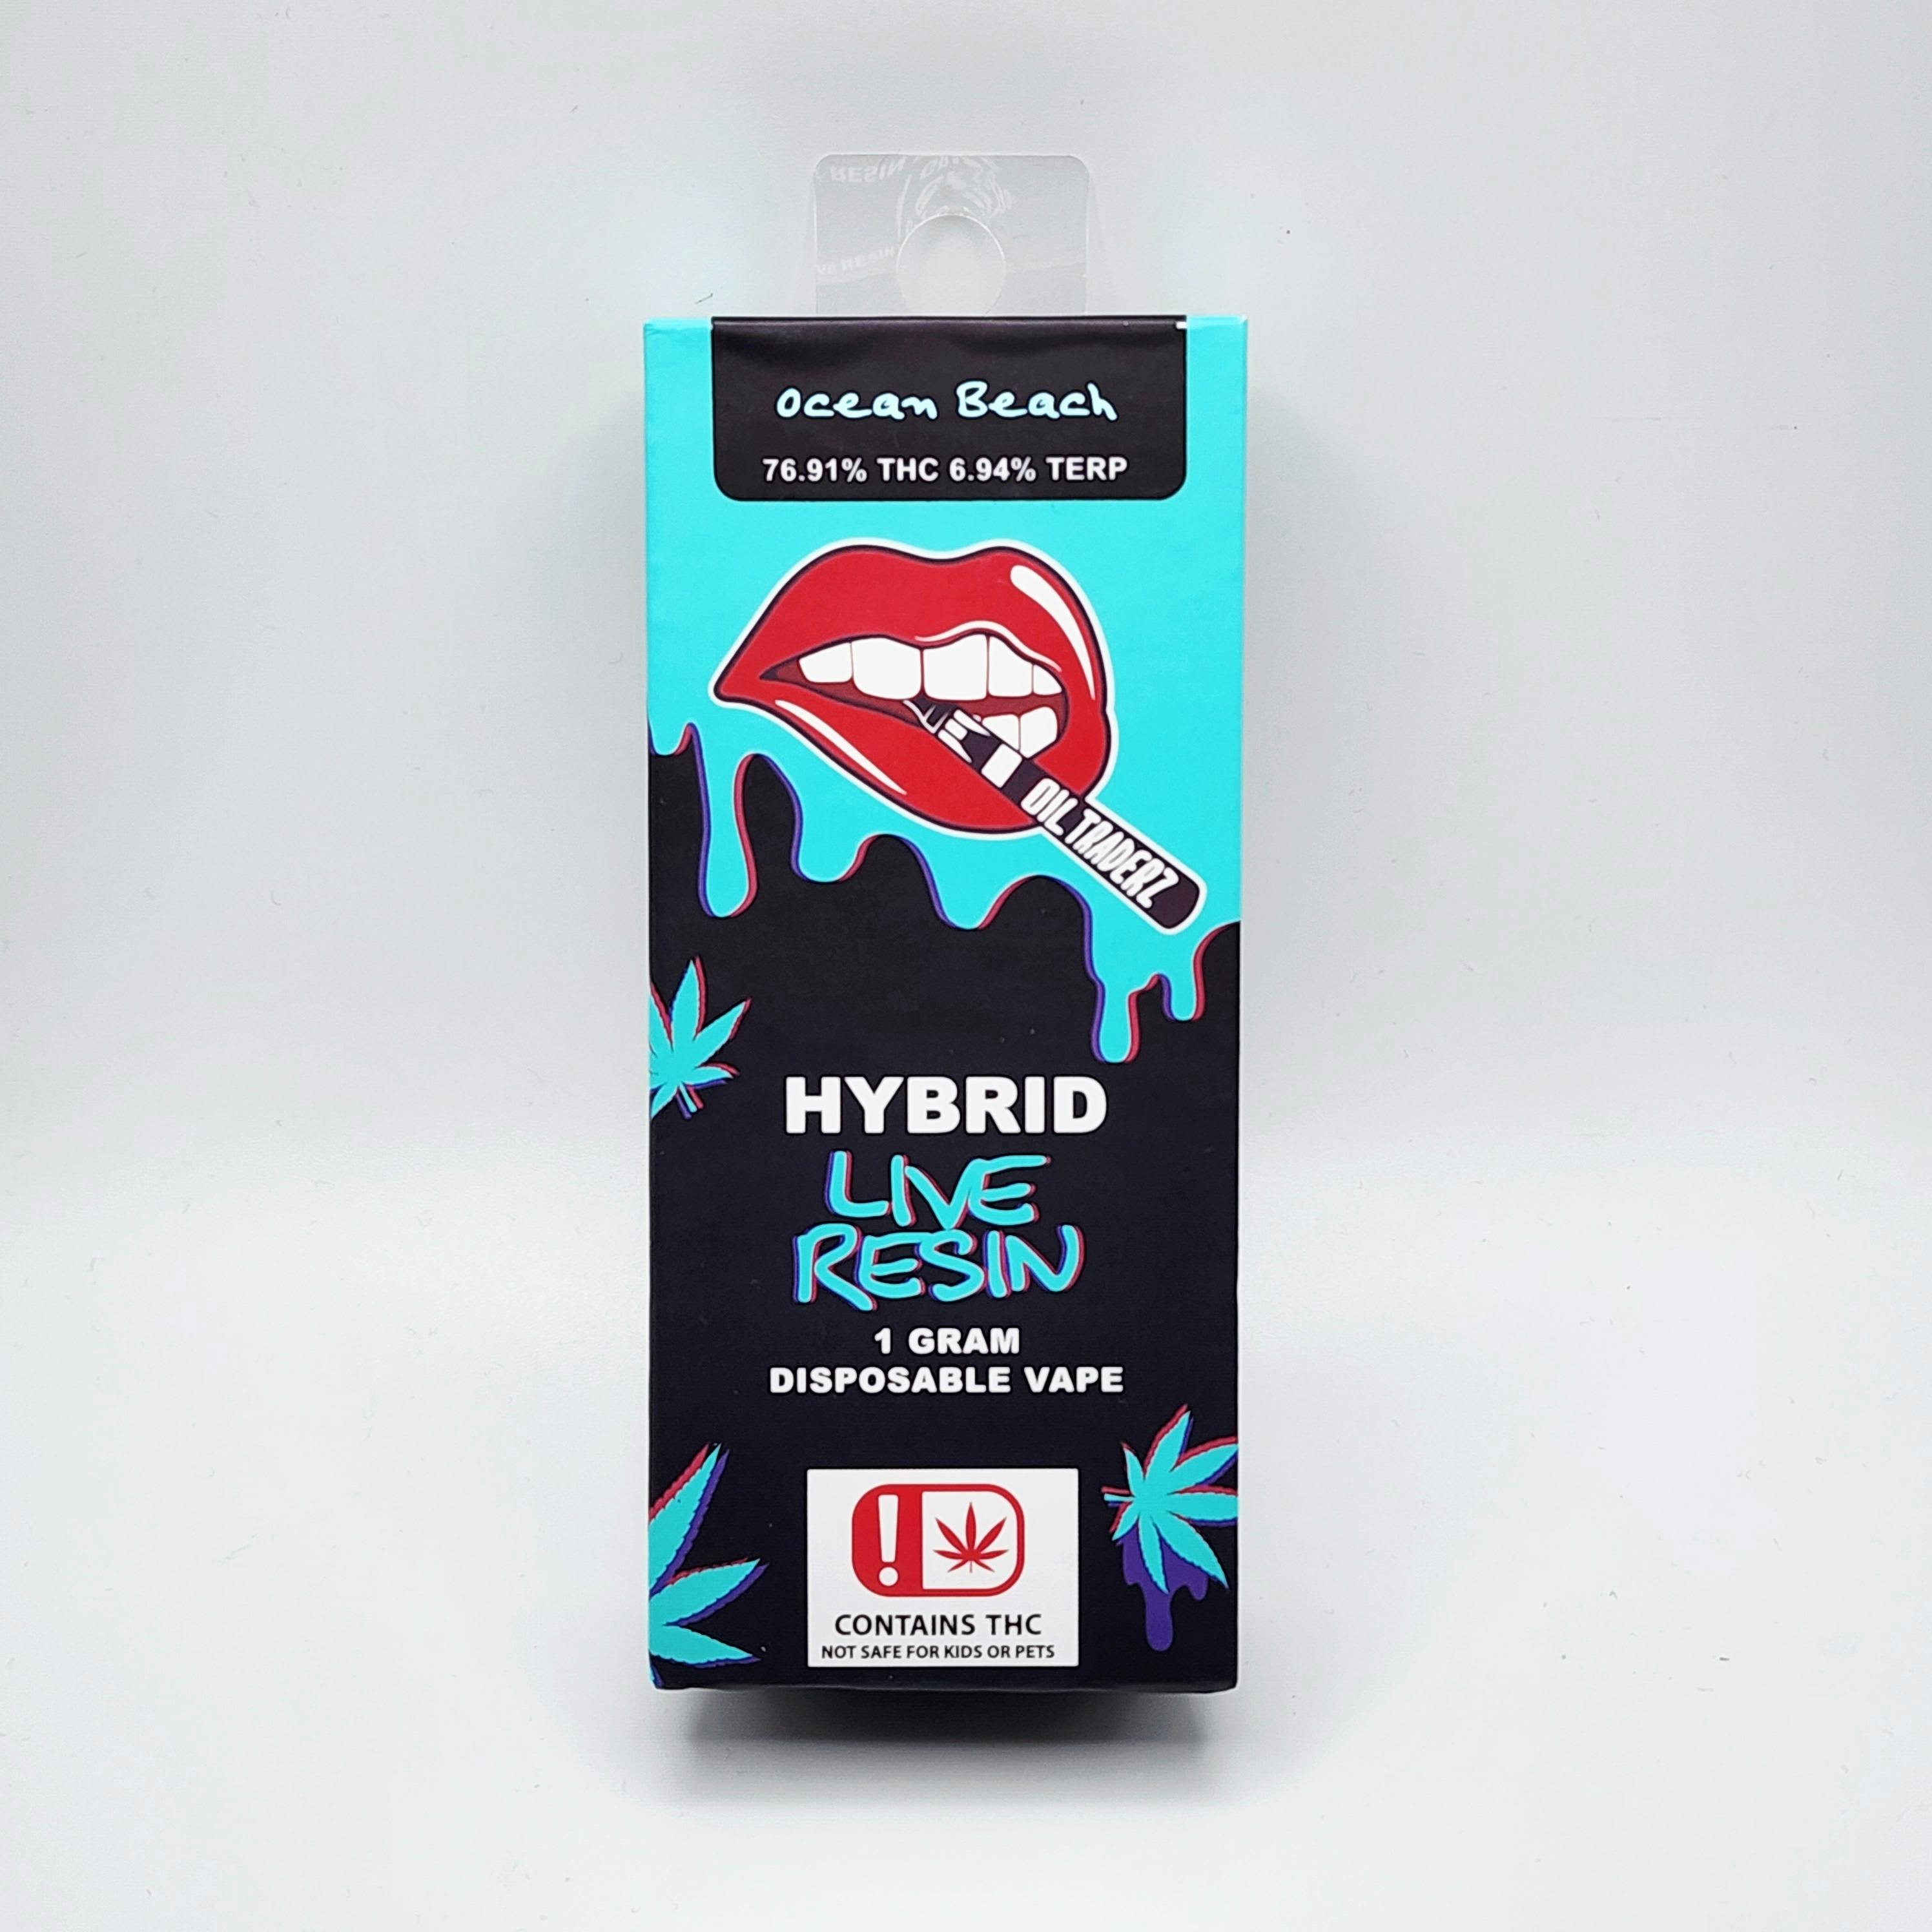 Ocean Beach
76.91% THC 6.94% TERP
OIL TRADERZ
HYBRID
LIVE
RESIN
1 GRAM
DISPOSABLE VAPE
!
CONTAINS THC
NOT SAFE FOR KIDS OR PETS